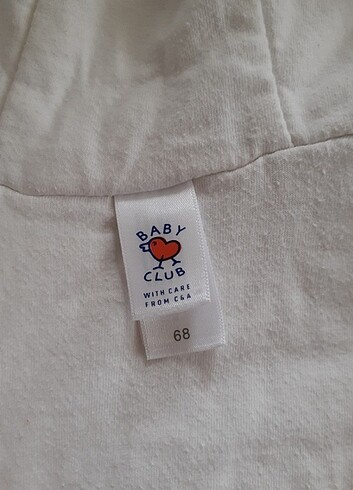 BABY
CLUB
WITH CARE
FROM C&A
68